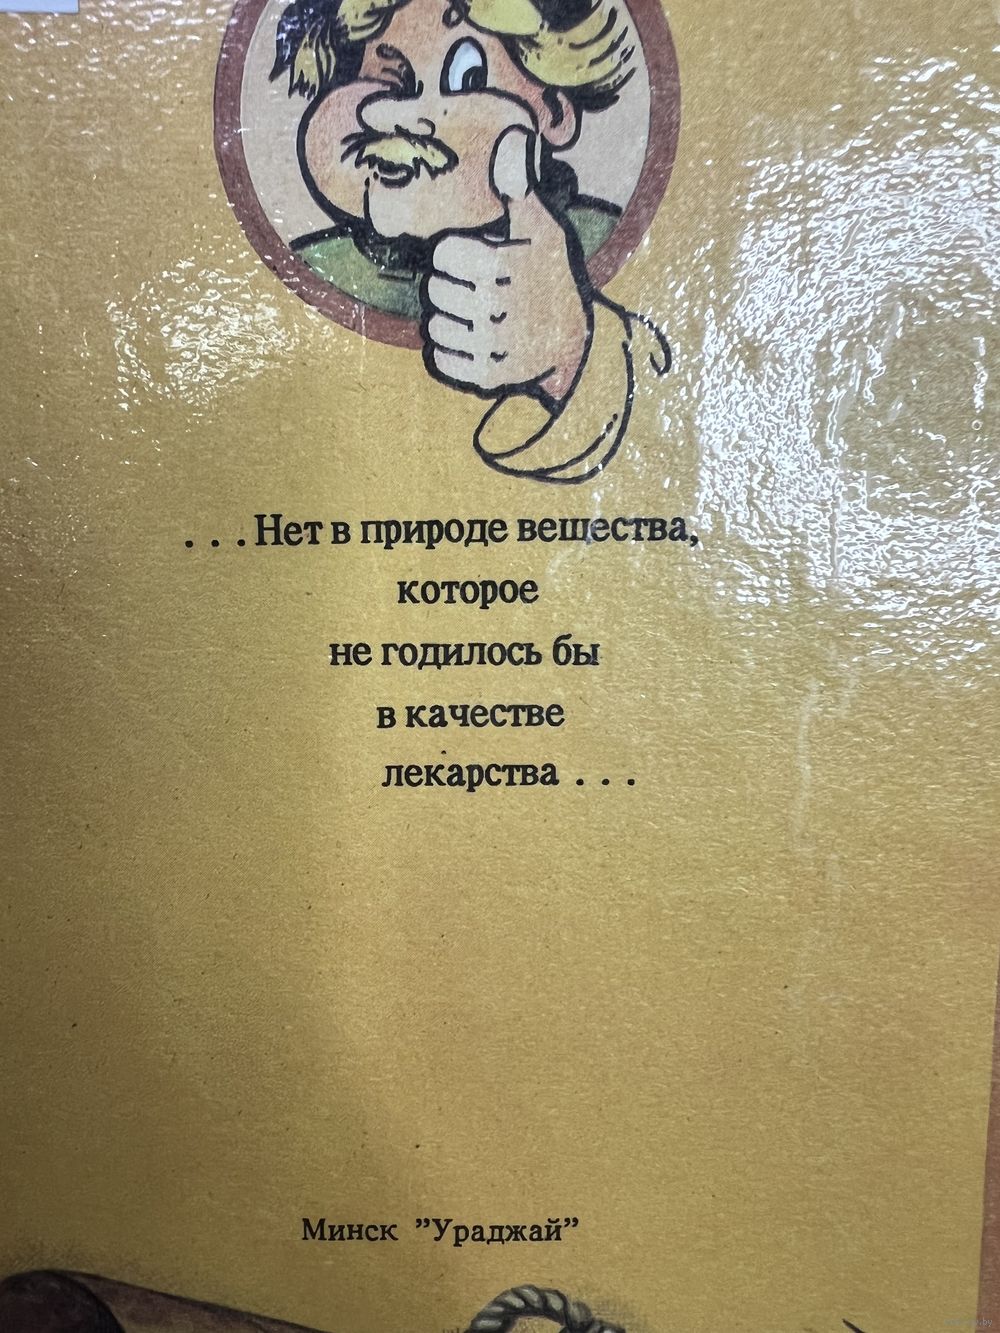 ...Нет в природе вещества,
которое
не годилось бы
в качестве
лекарства...
Минск "Ураджай"